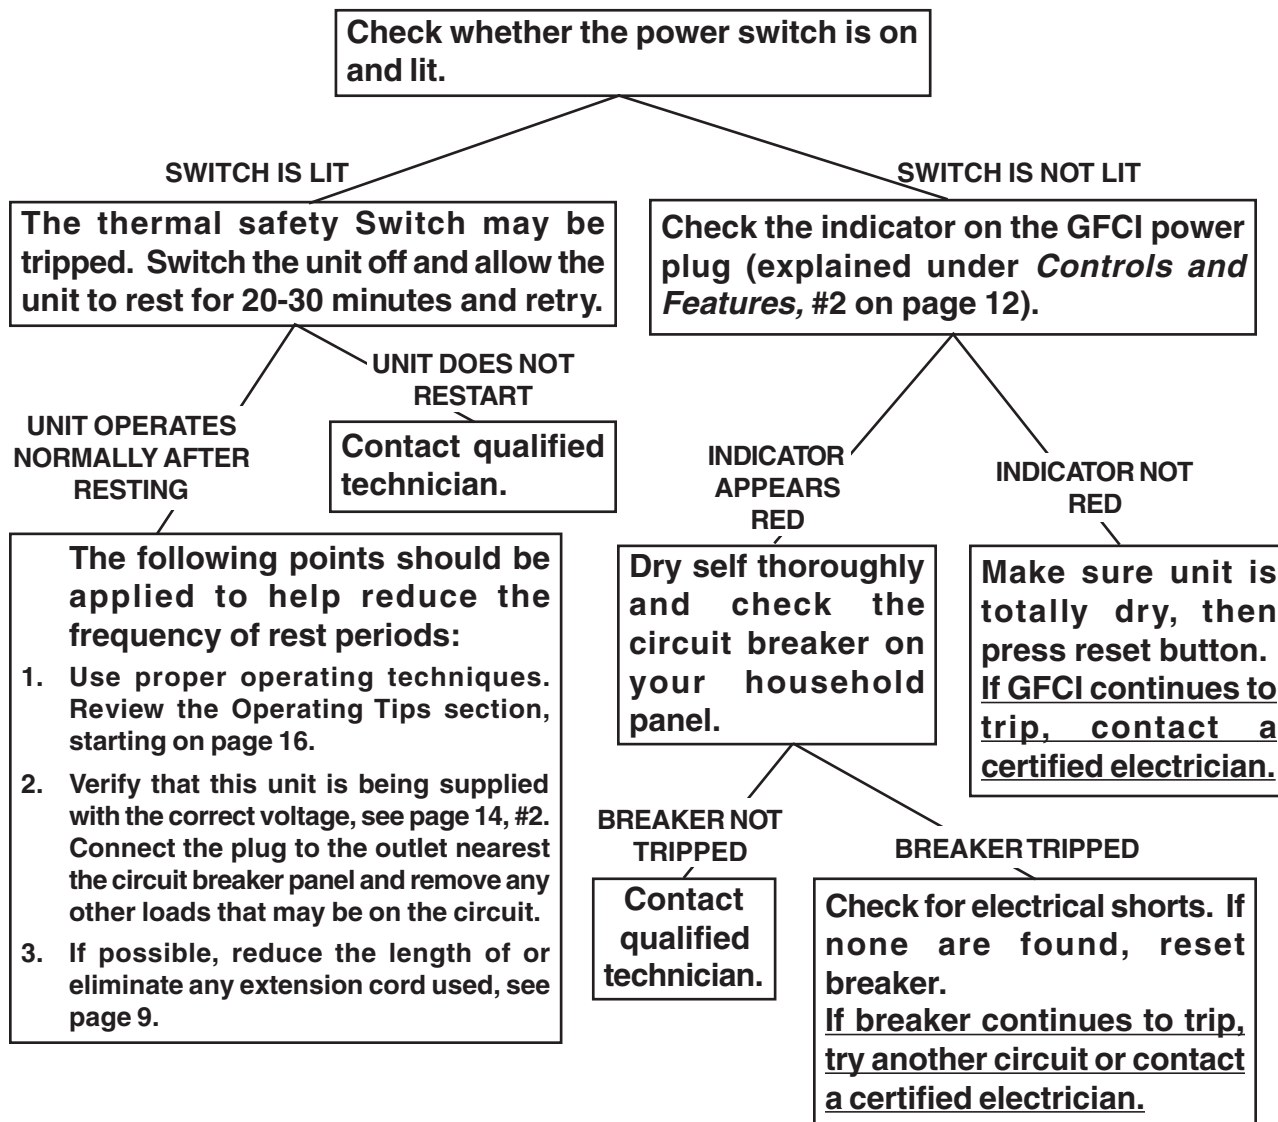 Check whether the power switch is on
and lit.
SWITCH IS LIT
The thermal safety Switch may be
tripped. Switch the unit off and allow the
unit to rest for 20-30 minutes and retry.
UNIT OPERATES
NORMALLY AFTER
RESTING
The following points should be
applied to help reduce the
frequency of rest periods:
1. Use proper operating techniques.
Review the Operating Tips section,
starting on page 16.
2. Verify that this unit is being supplied
with the correct voltage, see page 14, #2.
Connect the plug to the outlet nearest
the circuit breaker panel and remove any
other loads that may be on the circuit.
3. If possible, reduce the length of or
eliminate any extension cord used, see
page 9.
UNIT DOES NOT
RESTART
Contact qualified
technician.
SWITCH IS NOT LIT
Check the indicator on the GFCI power
plug (explained under Controls and
Features, #2 on page 12).
INDICATOR
APPEARS
RED
Dry self thoroughly
and check the
circuit breaker on
your household
panel.
BREAKER NOT
TRIPPED
Contact
qualified
technician.
BREAKER TRIPPED
Check for electrical shorts. If
none are found, reset
breaker.
If breaker continues to trip,
try another circuit or contact
a certified electrician.
INDICATOR NOT
RED
Make sure unit is
totally dry, then
press reset button.
If GFCI continues to
trip, contact a
certified electrician.